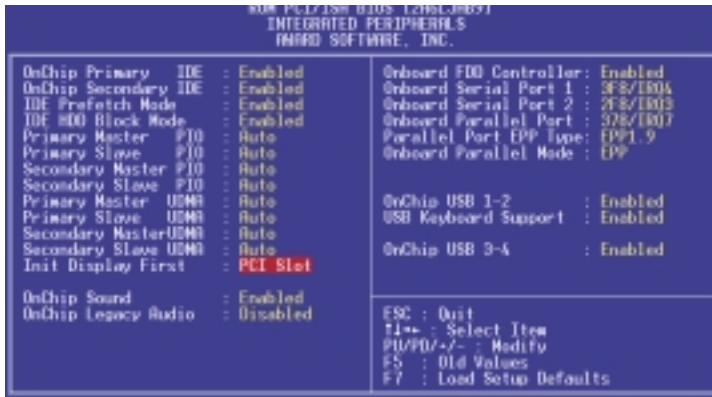 ROM PCI/ISA BIOS (2A6LJAB9)
INTEGRATED PERIPHERALS
AWARD SOFTWARE, INC.
OnChip Primary IDE : Enabled
OnChip Secondary IDE : Enabled
IDE Prefetch Mode : Enabled
IDE HDD Block Mode : Enabled
Primary Master PIO : Auto
Primary Slave PIO : Auto
Secondary Master PIO : Auto
Secondary Slave PIO : Auto
Primary Master UDMA : Auto
Primary Slave UDMA : Auto
Secondary MasterUDMA : Auto
Secondary Slave UDMA : Auto
Init Display First : PCI Slot
OnChip Sound : Enabled
OnChip Legacy Audio : Disabled
Onboard FDD Controller: Enabled
Onboard Serial Port 1 : 3F8/IRQ4
Onboard Serial Port 2 : 2F8/IRQ3
Onboard Parallel Port : 378/IRQ7
Parallel Port EPP Type: EPP1.9
Onboard Parallel Mode : EPP
OnChip USB 1-2 : Enabled
USB Keyboard Support : Enabled
OnChip USB 3-4 : Enabled
ESC : Quit
↑↓→← : Select Item
PU/PD/+/- : Modify
F5 : Old Values
F7 : Load Setup Defaults